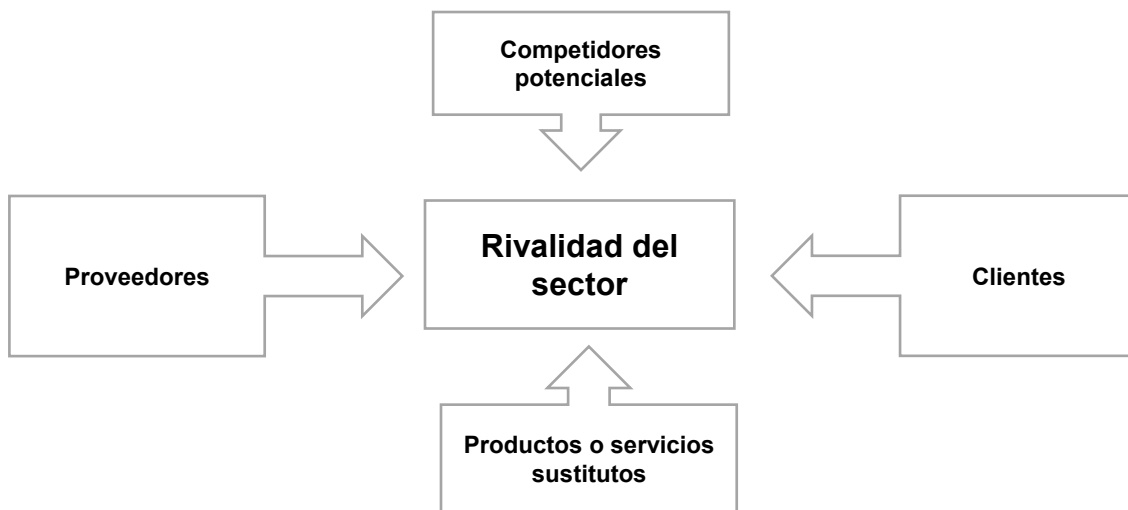 Competidores
potenciales
Proveedores
Rivalidad del
sector
Clientes
Productos o servicios
sustitutos